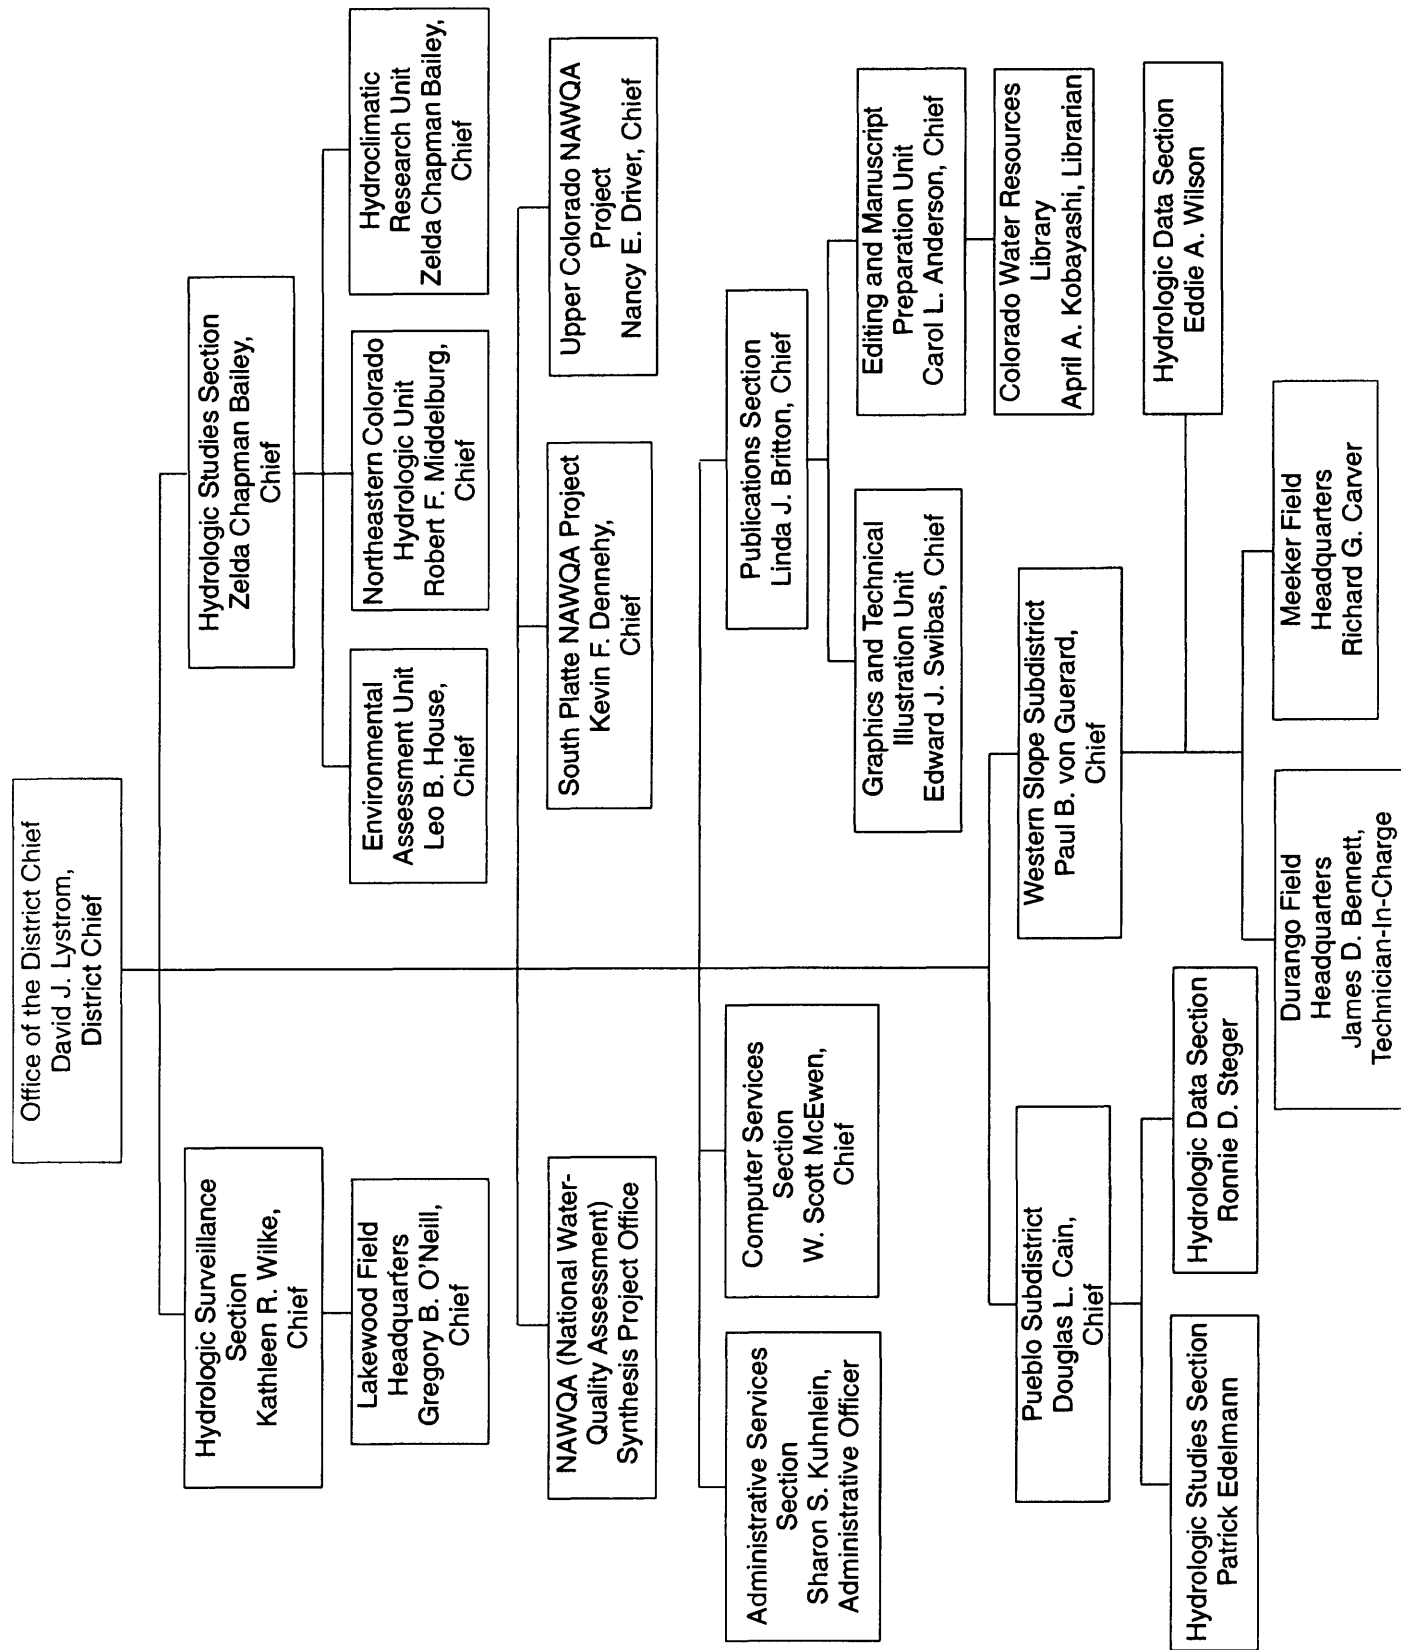 Office of the District Chief
David J. Lystrom,
District Chief
Hydrologic Surveillance
Section
Kathleen R. Wilke,
Chief
Hydrologic Studies Section
Zelda Chapman Bailey,
Chief
Lakewood Field
Headquarters
Gregory B. O'Neill,
Chief
Environmental
Assessment Unit
Leo B. House,
Chief
Northeastern Colorado
Hydrologic Unit
Robert F. Middelburg,
Chief
Hydroclimatic
Research Unit
Zelda Chapman Bailey,
Chief
NAWQA (National Water-
Quality Assessment)
Synthesis Project Office
South Platte NAWQA Project
Kevin F. Dennehy,
Chief
Upper Colorado NAWQA
Project
Nancy E. Driver, Chief
Administrative Services
Section
Sharon S. Kuhnlein,
Administrative Officer
Computer Services
Section
W. Scott McEwen,
Chief
Publications Section
Linda J. Britton, Chief
Graphics and Technical
Illustration Unit
Edward J. Swibas, Chief
Editing and Manuscript
Preparation Unit
Carol L. Anderson, Chief
Colorado Water Resources
Library
April A. Kobayashi, Librarian
Pueblo Subdistrict
Douglas L. Cain,
Chief
Western Slope Subdistrict
Paul B. von Guerard,
Chief
Hydrologic Studies Section
Patrick Edelmann
Hydrologic Data Section
Ronnie D. Steger
Hydrologic Data Section
Eddie A. Wilson
Durango Field
Headquarters
James D. Bennett,
Technician-In-Charge
Meeker Field
Headquarters
Richard G. Carver